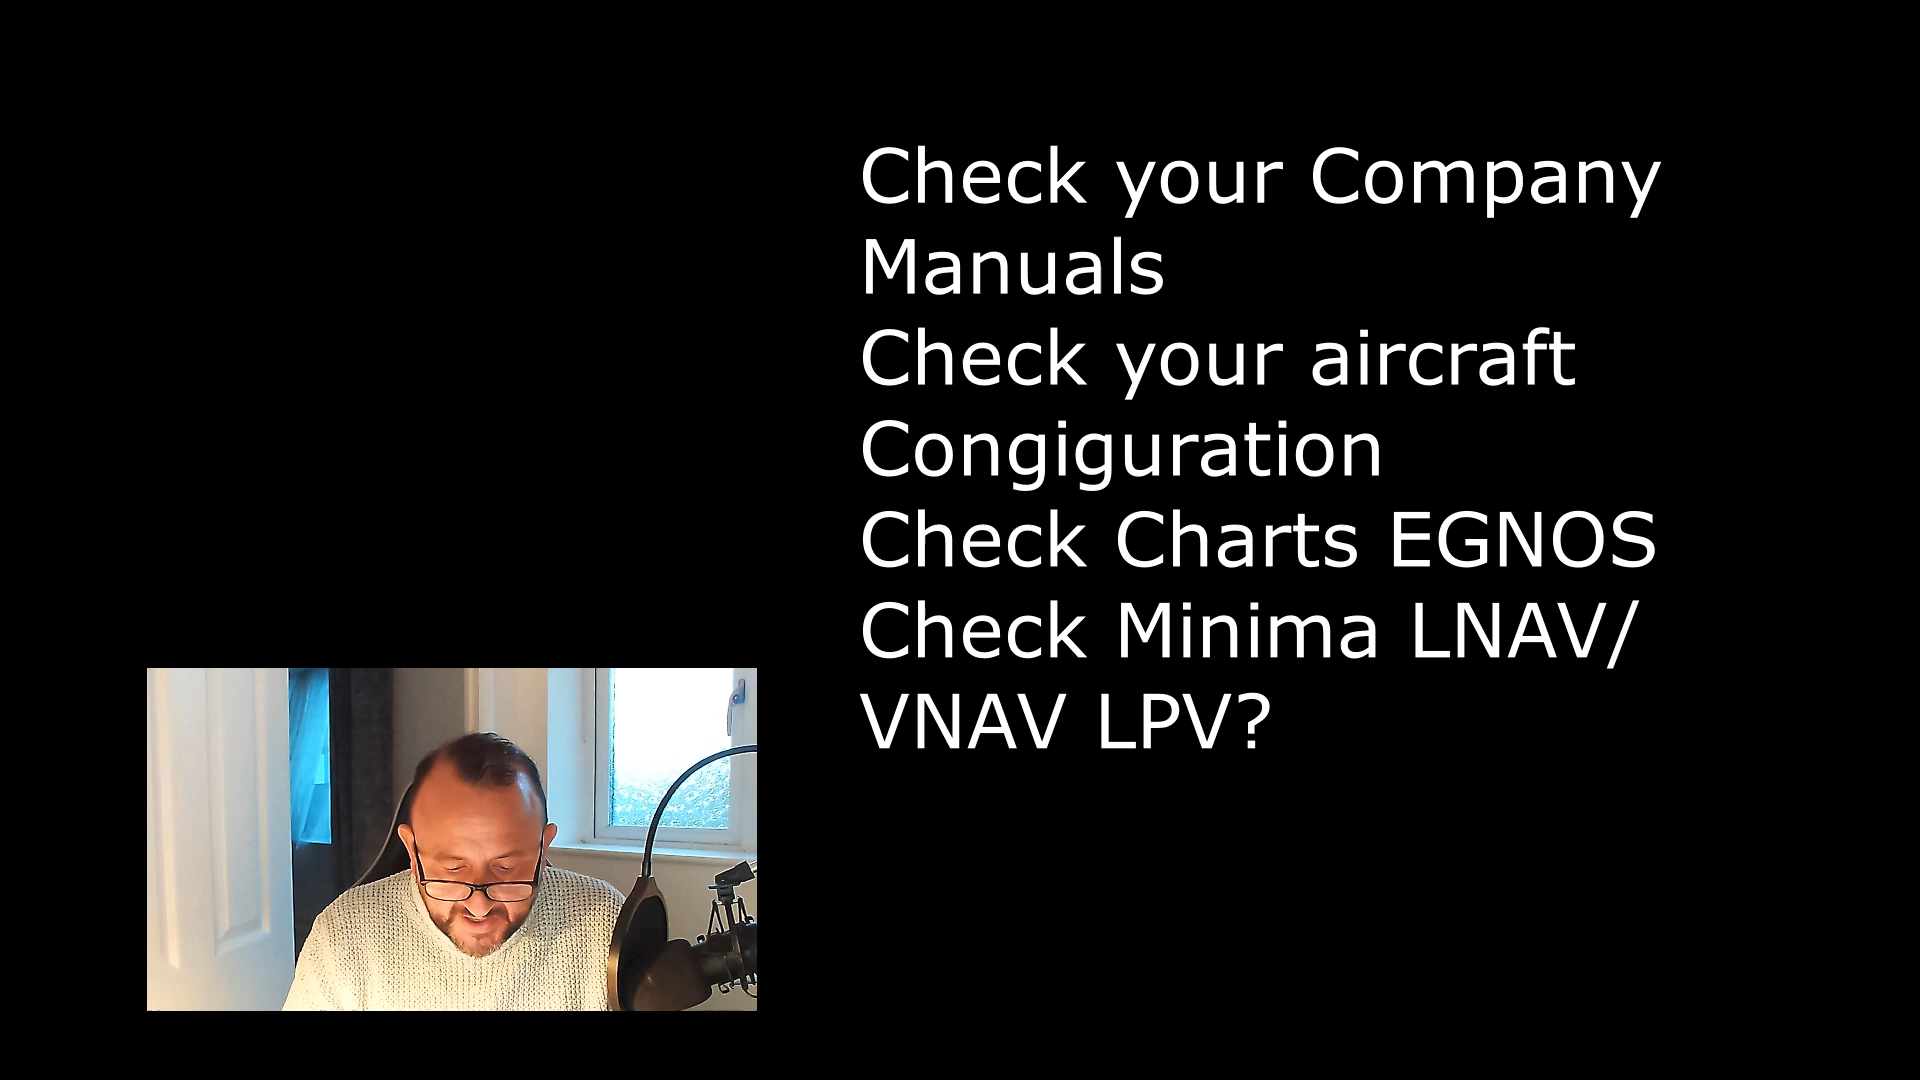 Check your Company
Manuals
Check your aircraft
Congiguration
Check Charts EGNOS
Check Minima LNAV/
VNAV LPV?